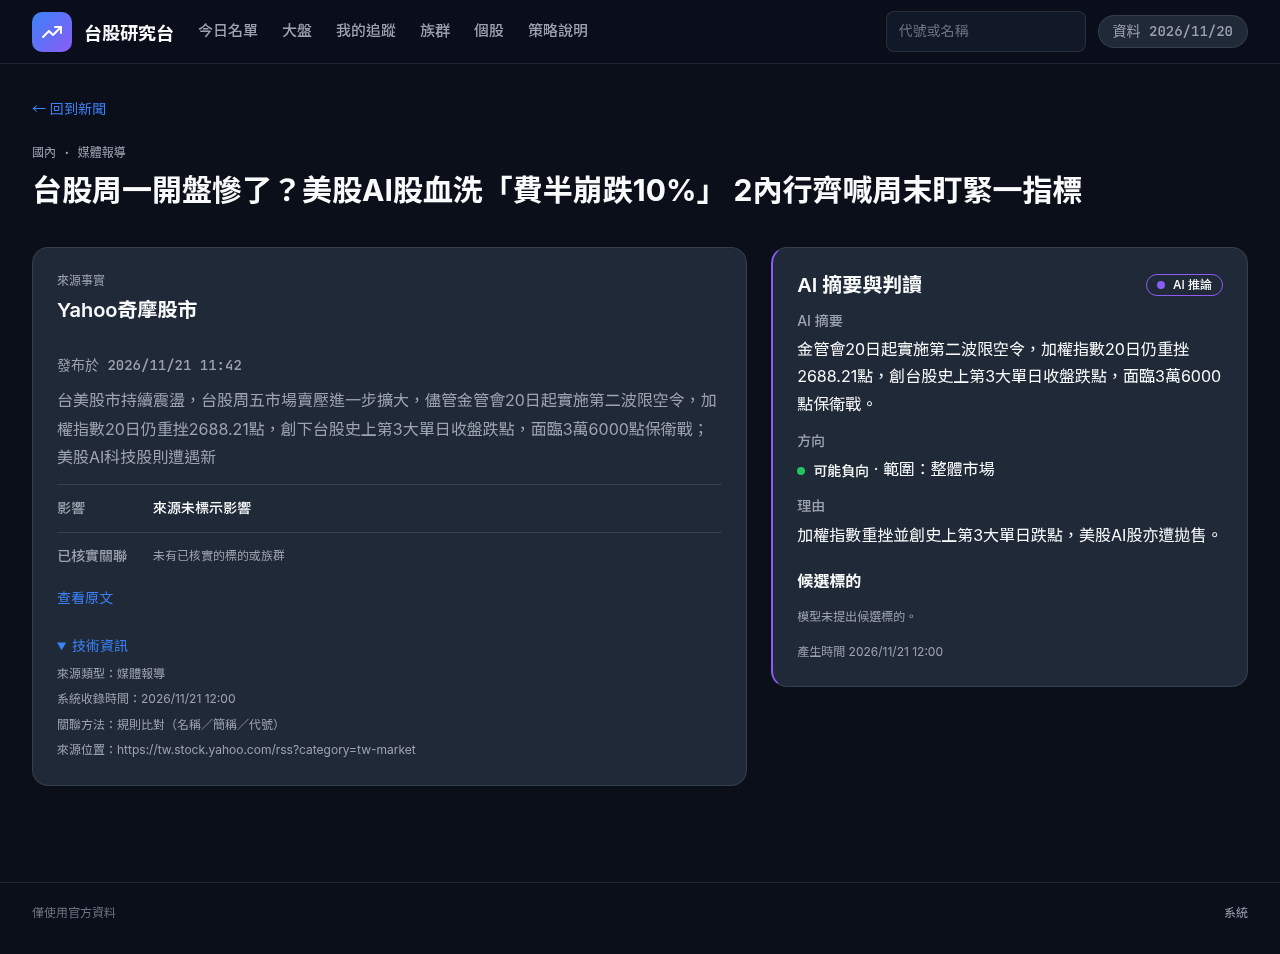 台股研究台
今日名單
大盤
我的追蹤
族群
個股
策略說明
代號或名稱
資料 2026/11/20
← 回到新聞
國內 · 媒體報導
台股周一開盤慘了？美股AI股血洗「費半崩跌10%」 2內行齊喊周末盯緊一指標
來源事實
Yahoo奇摩股市
發布於 2026/11/21 11:42
台美股市持續震盪，台股周五市場賣壓進一步擴大，儘管金管會20日起實施第二波限空令，加
權指數20日仍重挫2688.21點，創下台股史上第3大單日收盤跌點，面臨3萬6000點保衛戰；
美股AI科技股則遭遇新
影響
來源未標示影響
已核實關聯
未有已核實的標的或族群
查看原文
▼ 技術資訊
來源類型：媒體報導
系統收錄時間：2026/11/21 12:00
關聯方法：規則比對（名稱／簡稱／代號）
來源位置：https://tw.stock.yahoo.com/rss?category=tw-market
AI 摘要與判讀
AI 推論
AI 摘要
金管會20日起實施第二波限空令，加權指數20日仍重挫
2688.21點，創台股史上第3大單日收盤跌點，面臨3萬6000
點保衛戰。
方向
可能負向 · 範圍：整體市場
理由
加權指數重挫並創史上第3大單日跌點，美股AI股亦遭拋售。
候選標的
模型未提出候選標的。
產生時間 2026/11/21 12:00
僅使用官方資料
系統